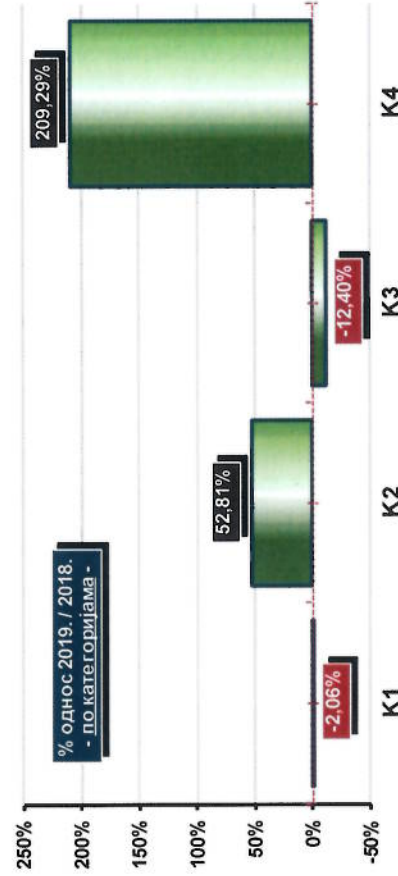 % однос 2019. / 2018.
- по категоријама -
250%
200%
150%
100%
50%
0%
-50%
-2,06%
52,81%
-12,40%
209,29%
K1
K2
K3
K4